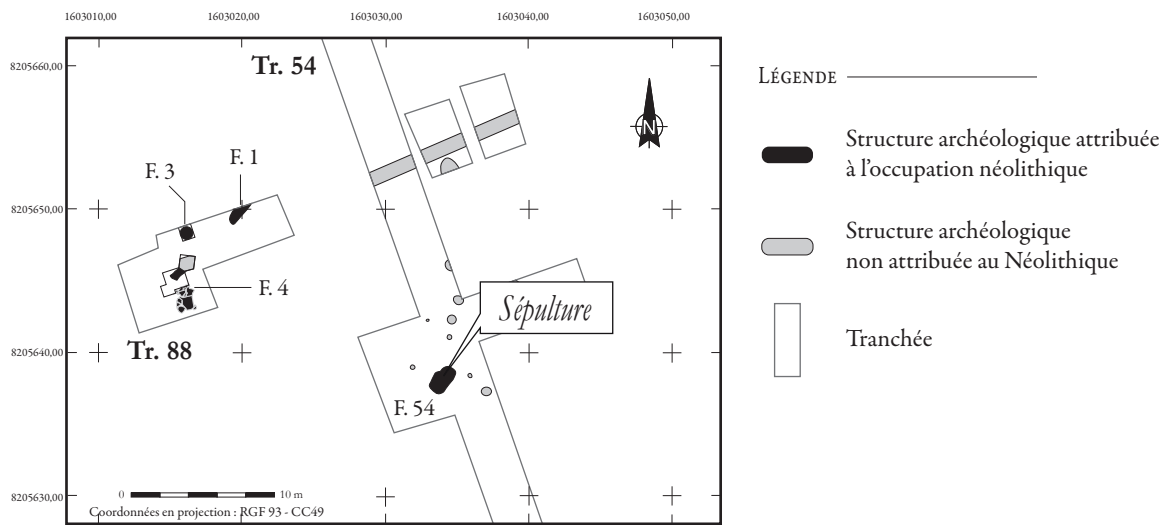 1603010,00 1603020,00 1603030,00 1603040,00 1603050,00
8205660,00
Tr. 54
F. 3
F. 1
8205650,00
F. 4
Sépulture
Tr. 88
8205640,00
F. 54
8205630,00
0 10 m
Coordonnées en projection : RGF 93 - CC49
N
LÉGENDE
Structure archéologique attribuée
à l'occupation néolithique
Structure archéologique
non attribuée au Néolithique
Tranchée